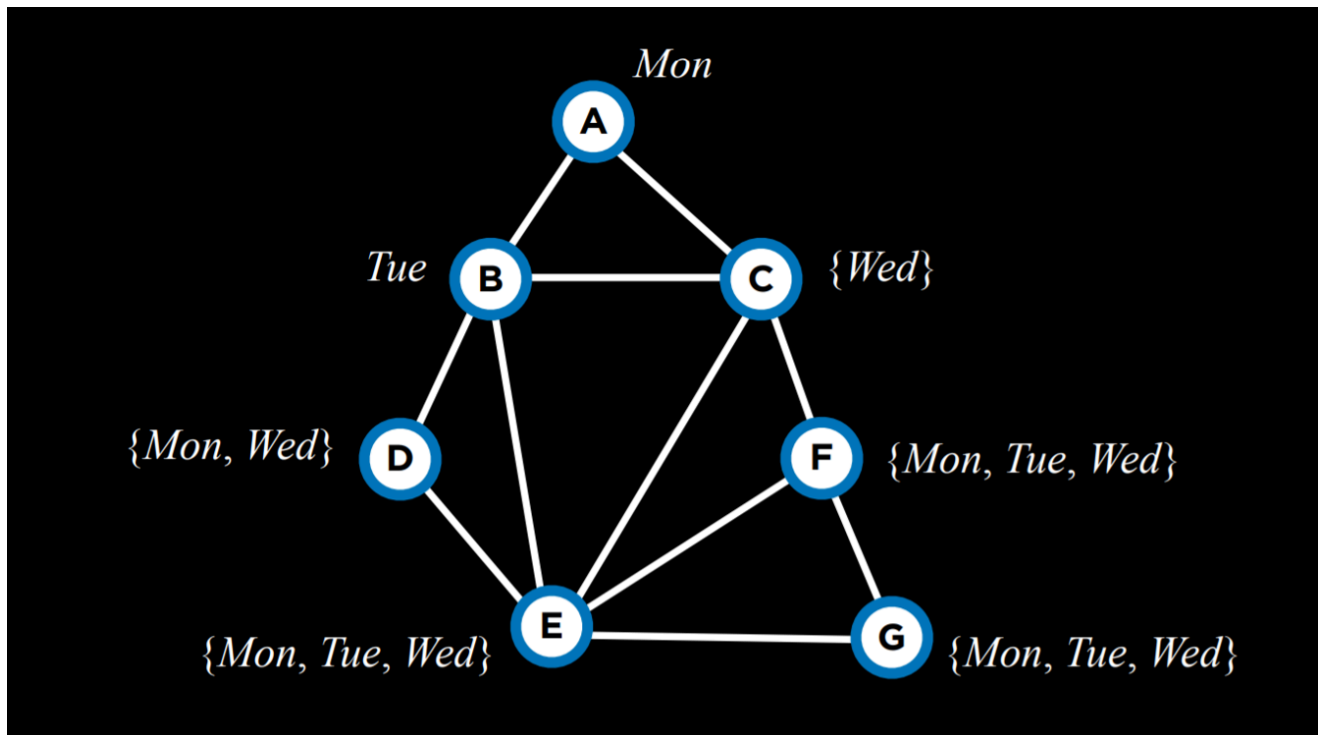 Mon
A
Tue
B
C
{Wed}
{Mon, Wed}
D
F
{Mon, Tue, Wed}
{Mon, Tue, Wed}
E
G
{Mon, Tue, Wed}